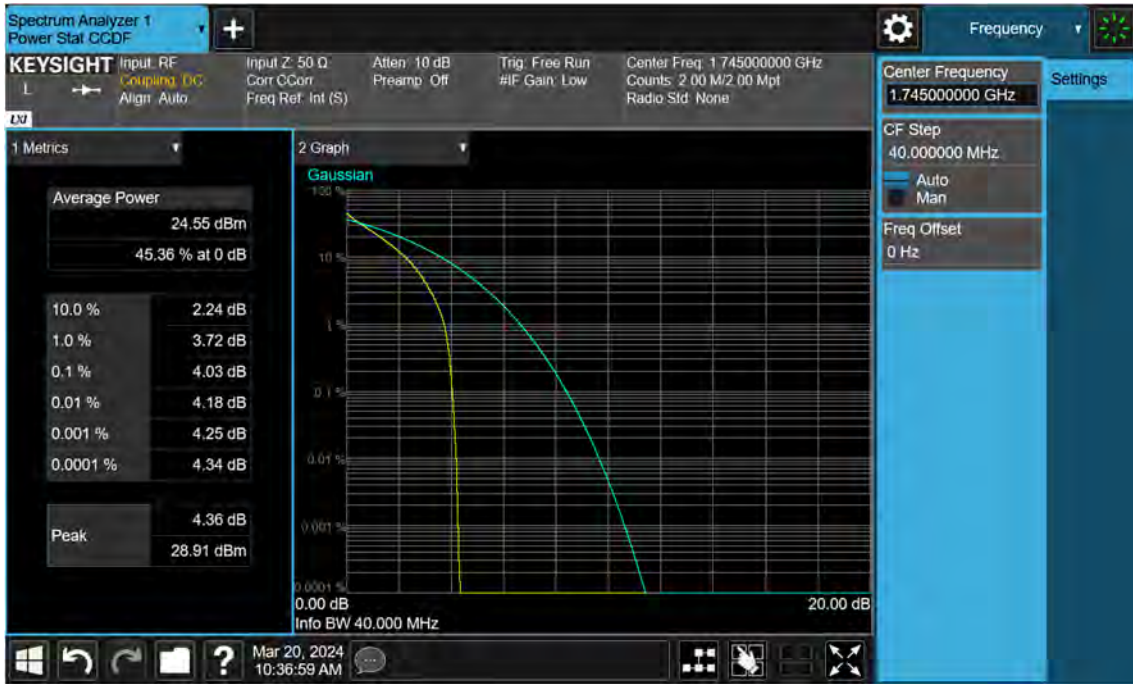 Spectrum Analyzer 1
Power Stat CCDF
+
Frequency
KEYSIGHT
L
LXI
Input: RF
Coupling: DC
Align: Auto
Input Z: 50 Ω
Corr CCorr
Freq Ref: Int (S)
Atten: 10 dB
Preamp: Off
Trig: Free Run
#IF Gain: Low
Center Freq: 1.745000000 GHz
Counts: 2.00 M/2.00 Mpt
Radio Std: None
Center Frequency
1.745000000 GHz
Settings
CF Step
40.000000 MHz
Auto
Man
Freq Offset
0 Hz
1 Metrics
Average Power
24.55 dBm
45.36 % at 0 dB
10.0 % 2.24 dB
1.0 % 3.72 dB
0.1 % 4.03 dB
0.01 % 4.18 dB
0.001 % 4.25 dB
0.0001 % 4.34 dB
Peak
4.36 dB
28.91 dBm
2 Graph
Gaussian
100 %
10 %
1 %
0.1 %
0.01 %
0.001 %
0.0001 %
0.00 dB
20.00 dB
Info BW 40.000 MHz
?
Mar 20, 2024
10:36:59 AM